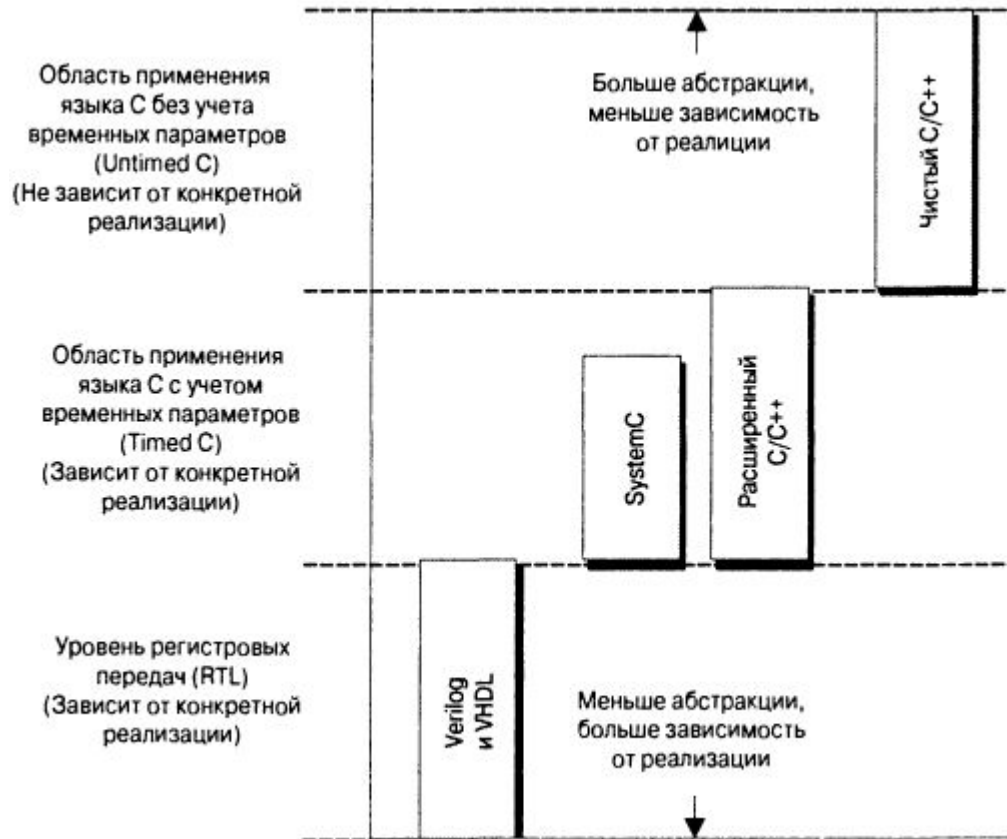 Область применения
языка С без учета
временных параметров
(Untimed C)
(Не зависит от конкретной
реализации)
Больше абстракции,
меньше зависимость
от реалиции
Чистый С/С++
Область применения
языка С с учетом
временных параметров
(Timed C)
(Зависит от конкретной
реализации)
SystemC
Расширенный
С/С++
Уровень регистровых
передач (RTL)
(Зависит от конкретной
реализации)
Verilog
и VHDL
Меньше абстракции,
больше зависимость
от реализации